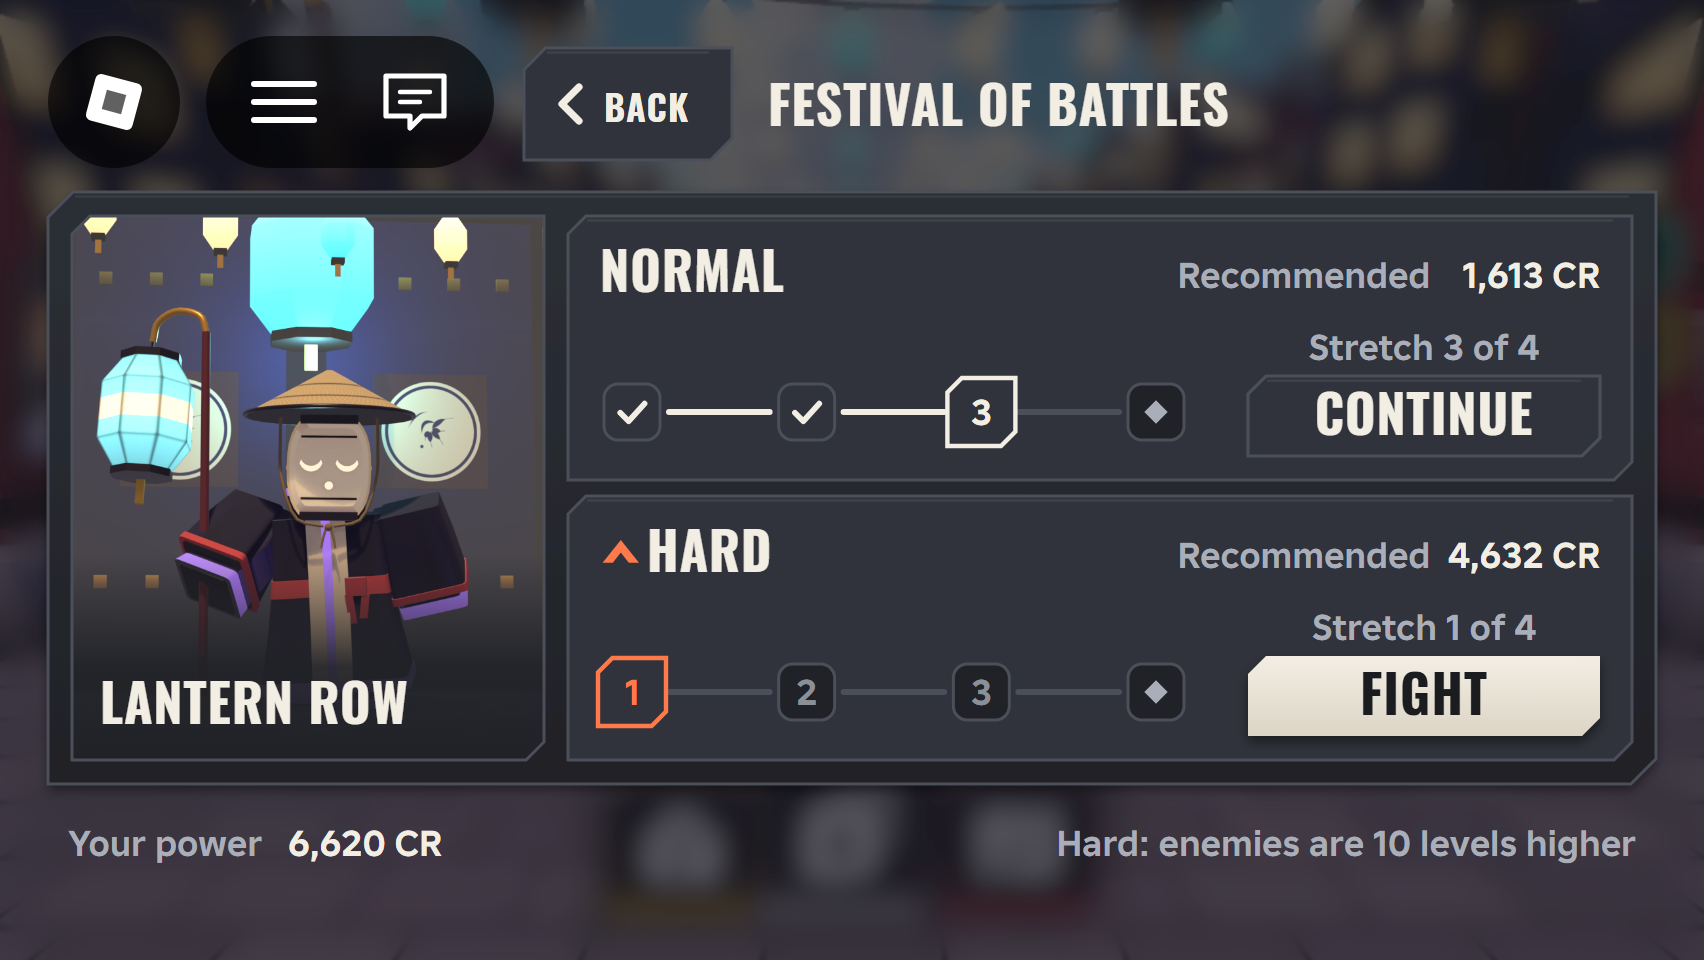 BACK
FESTIVAL OF BATTLES
LANTERN ROW
NORMAL
Recommended 1,613 CR
Stretch 3 of 4
3
CONTINUE
HARD
Recommended 4,632 CR
Stretch 1 of 4
1 2 3
FIGHT
Your power 6,620 CR
Hard: enemies are 10 levels higher